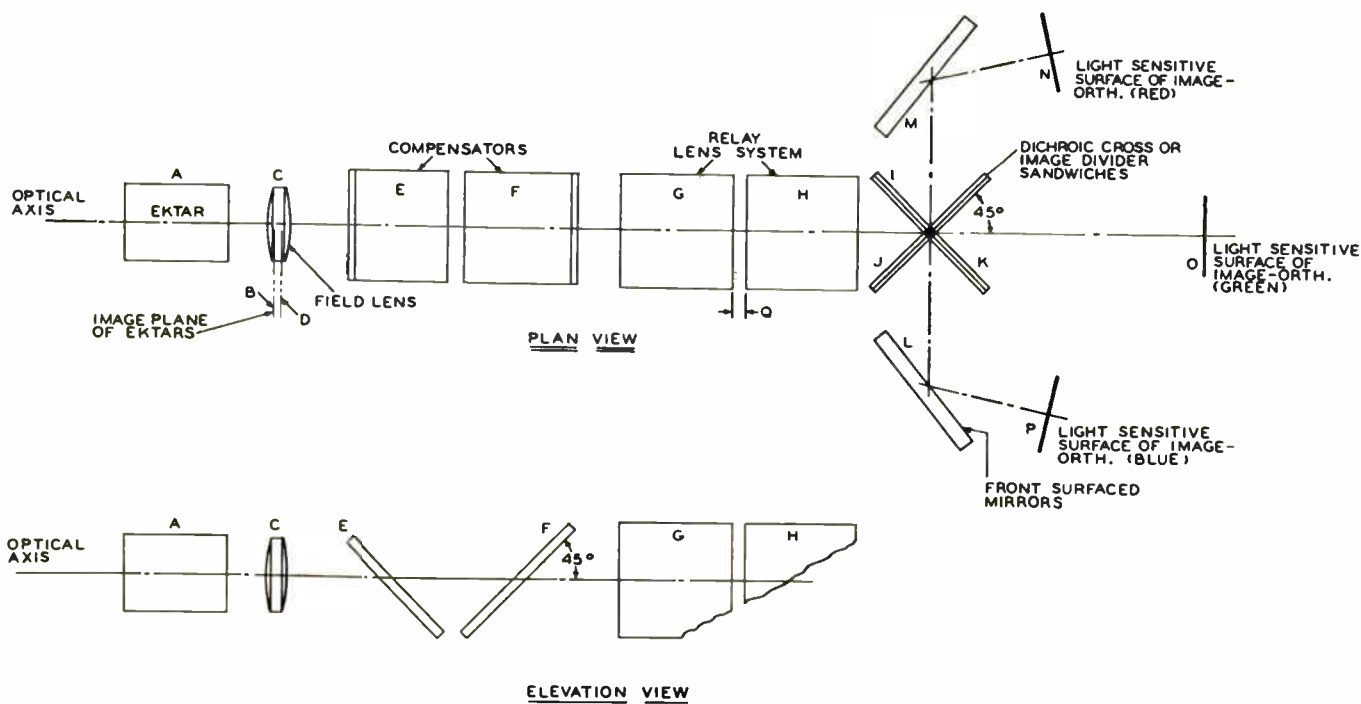 A
C
OPTICAL
AXIS
EKTAR
B
D
FIELD LENS
IMAGE PLANE
OF EKTARS
COMPENSATORS
E
F
RELAY
LENS SYSTEM
G
H
Q
PLAN VIEW
I
J
K
45°
DICHROIC CROSS OR
IMAGE DIVIDER
SANDWICHES
M
N
LIGHT SENSITIVE
SURFACE OF IMAGE-
ORTH. (RED)
O
LIGHT SENSITIVE
SURFACE OF
IMAGE-ORTH.
(GREEN)
L
P
LIGHT SENSITIVE
SURFACE OF IMAGE-
ORTH. (BLUE)
FRONT SURFACED
MIRRORS
OPTICAL
AXIS
A
C
E
F
45°
G
H
ELEVATION VIEW